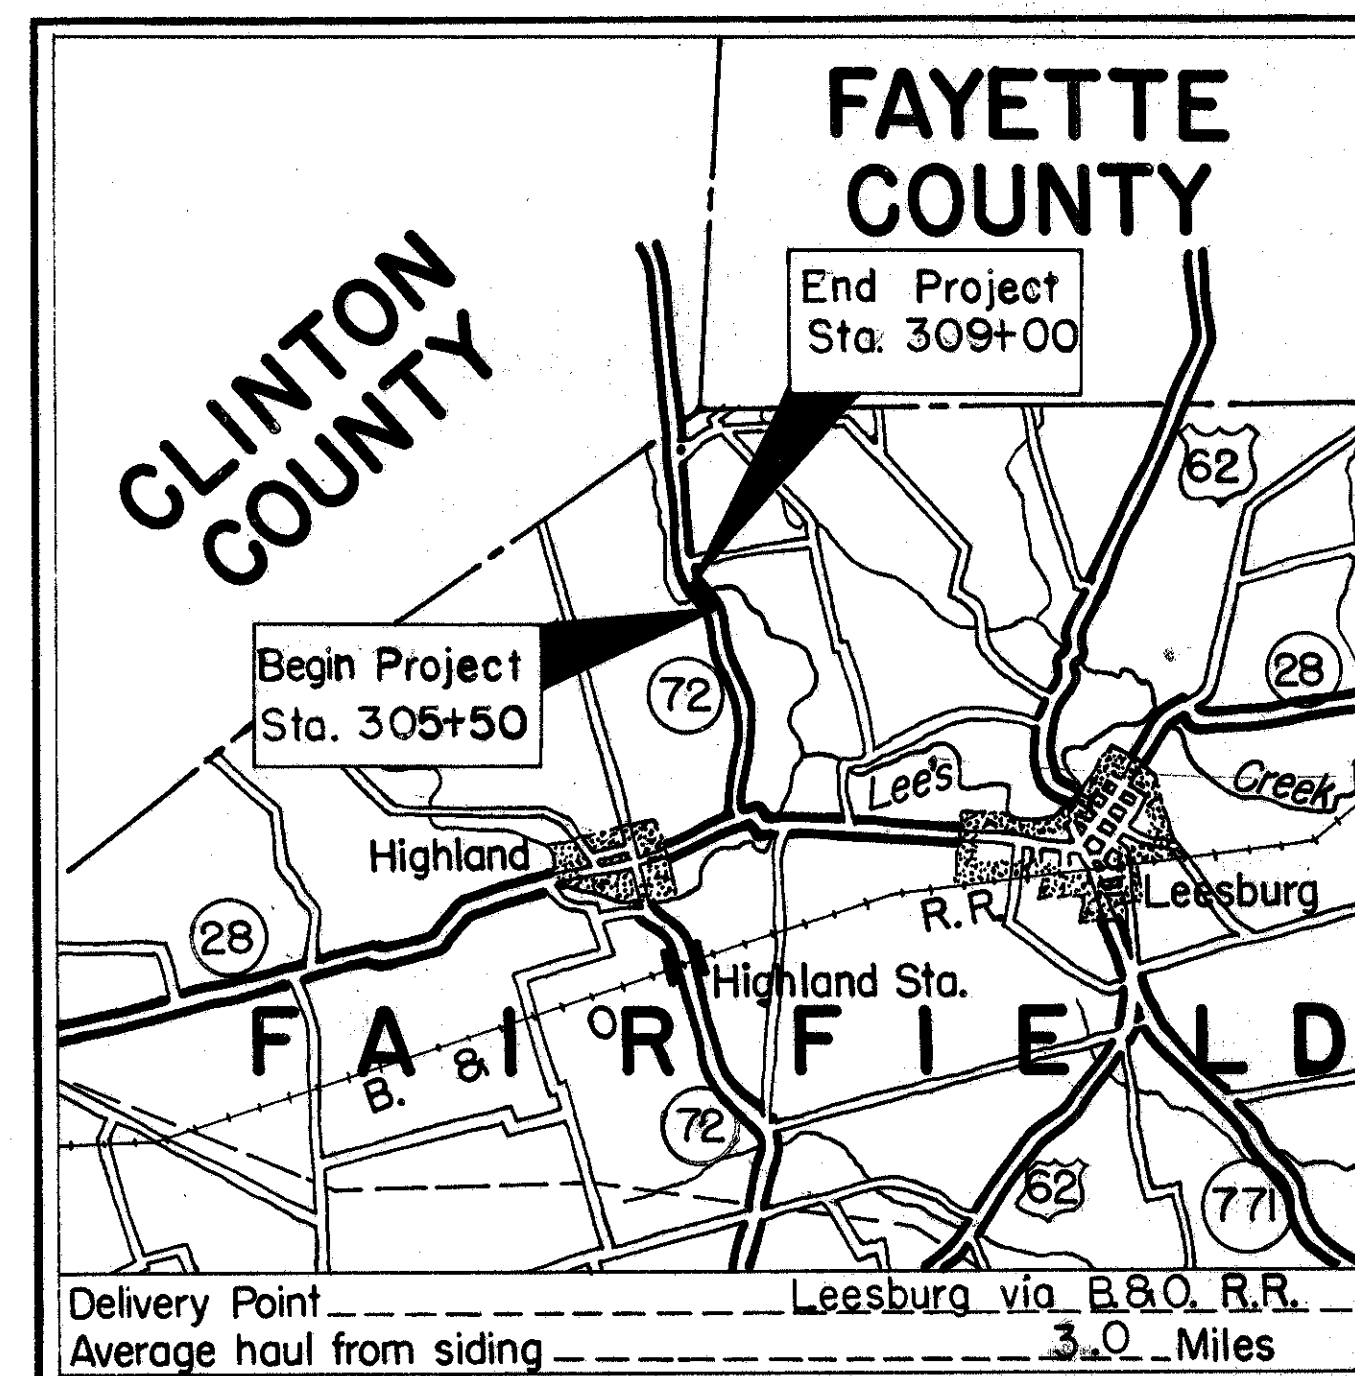 FAYETTE
COUNTY
CLINTON
COUNTY
End Project
Sta. 309+00
62
Begin Project
Sta. 305+50
72
28
Lee's
Creek
Highland
Leesburg
28
R.R.
Highland Sta.
FAIRFIELD
B. & O.
72
62
771
Delivery Point Leesburg via B.&O. R.R.
Average haul from siding 3.0 Miles